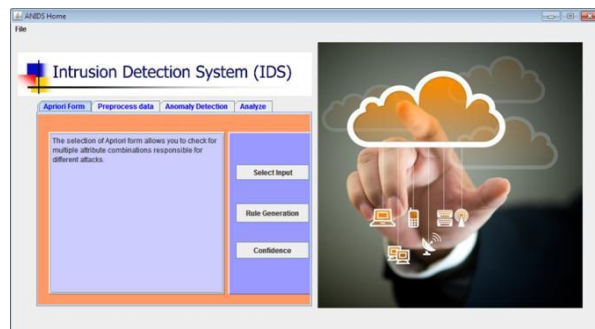 ANIDS Home
File
Intrusion Detection System (IDS)
Apriori Form Preprocess data Anomaly Detection Analyze
The selection of Apriori form allows you to check for
multiple attribute combinations responsible for
different attacks.
Select Input
Rule Generation
Confidence